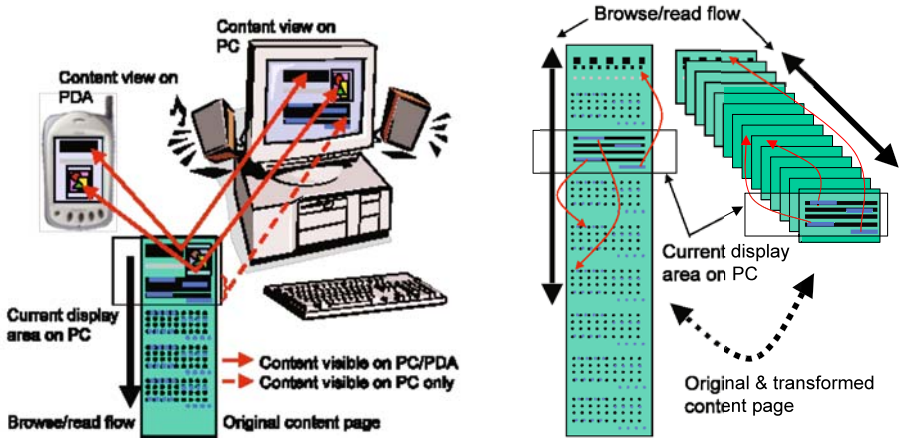 Content view on
PC
Content view on
PDA
Current display
area on PC
Content visible on PC/PDA
Content visible on PC only
Browse/read flow
Original content page
Browse/read flow
Current display
area on PC
Original & transformed
content page